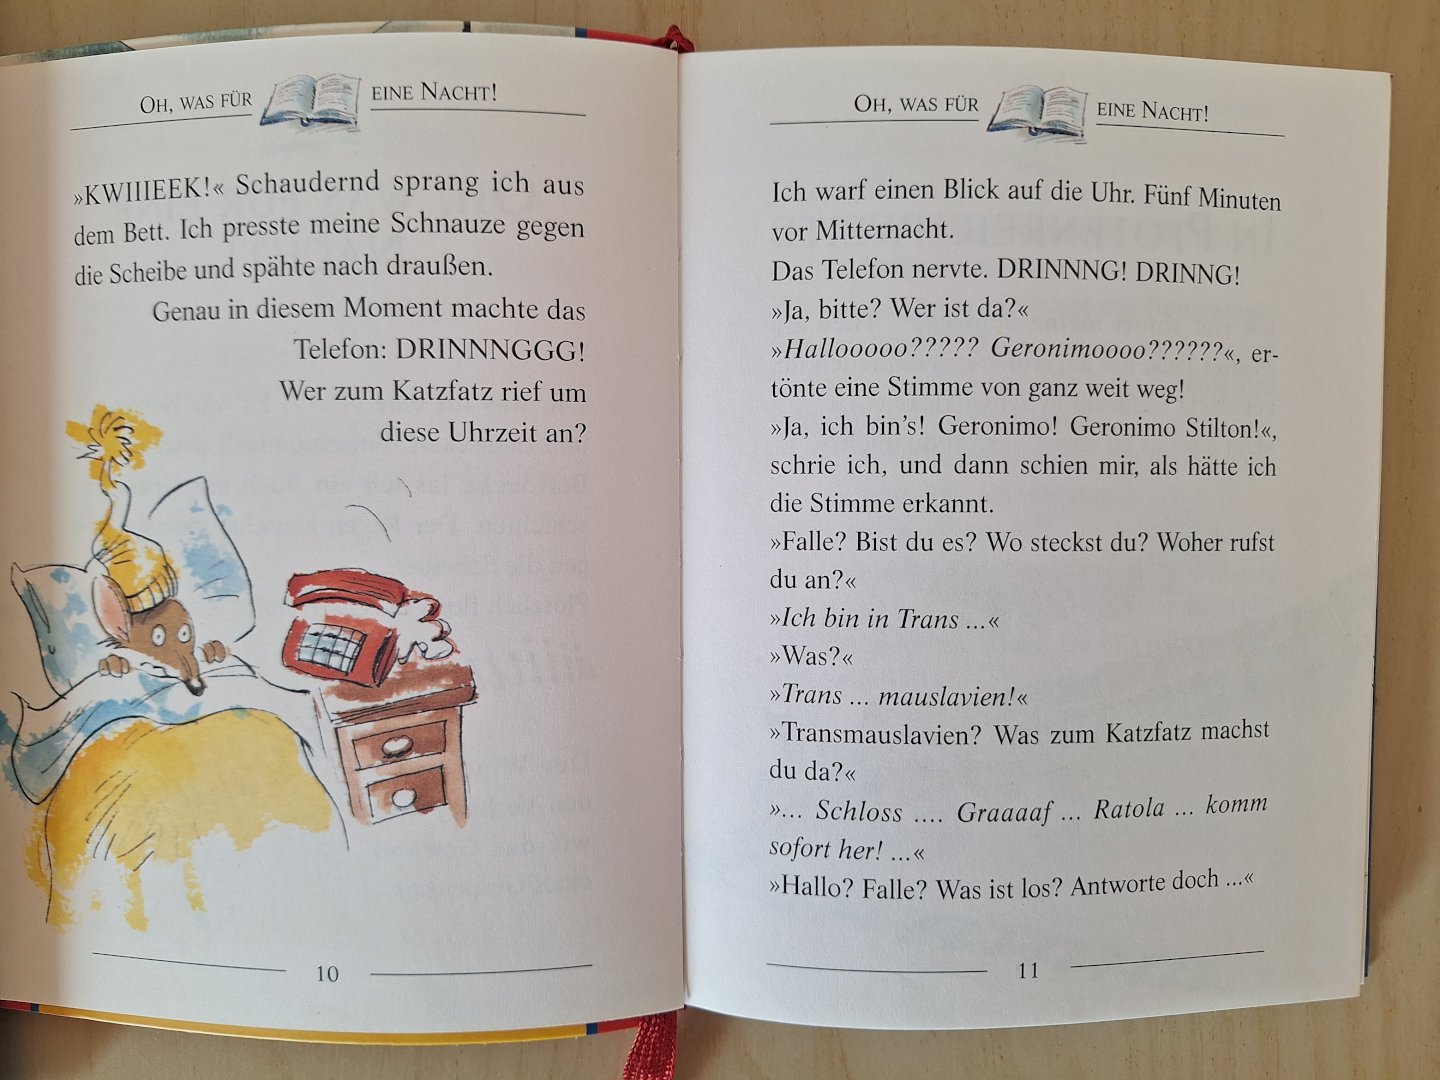 OH, WAS FÜR EINE NACHT!
»KWIIIEEK!« Schaudernd sprang ich aus
dem Bett. Ich presste meine Schnauze gegen
die Scheibe und spähte nach draußen.
Genau in diesem Moment machte das
Telefon: DRINNNGGG!
Wer zum Katzfatz rief um
diese Uhrzeit an?
10
OH, WAS FÜR EINE NACHT!
Ich warf einen Blick auf die Uhr. Fünf Minuten
vor Mitternacht.
Das Telefon nervte. DRINNNG! DRINNG!
»Ja, bitte? Wer ist da?«
»Hallooooo????? Geronimoooo??????«, er-
tönte eine Stimme von ganz weit weg!
»Ja, ich bin’s! Geronimo! Geronimo Stilton!«,
schrie ich, und dann schien mir, als hätte ich
die Stimme erkannt.
»Falle? Bist du es? Wo steckst du? Woher rufst
du an?«
»Ich bin in Trans ...«
»Was?«
»Trans ... mauslavien!«
»Transmauslavien? Was zum Katzfatz machst
du da?«
»... Schloss .... Graaaaf ... Ratola ... komm
sofort her! ...«
»Hallo? Falle? Was ist los? Antworte doch ...«
11